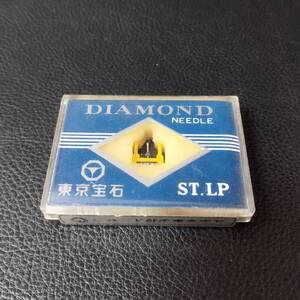 DIAMOND
NEEDLE
東京宝石
ST.LP